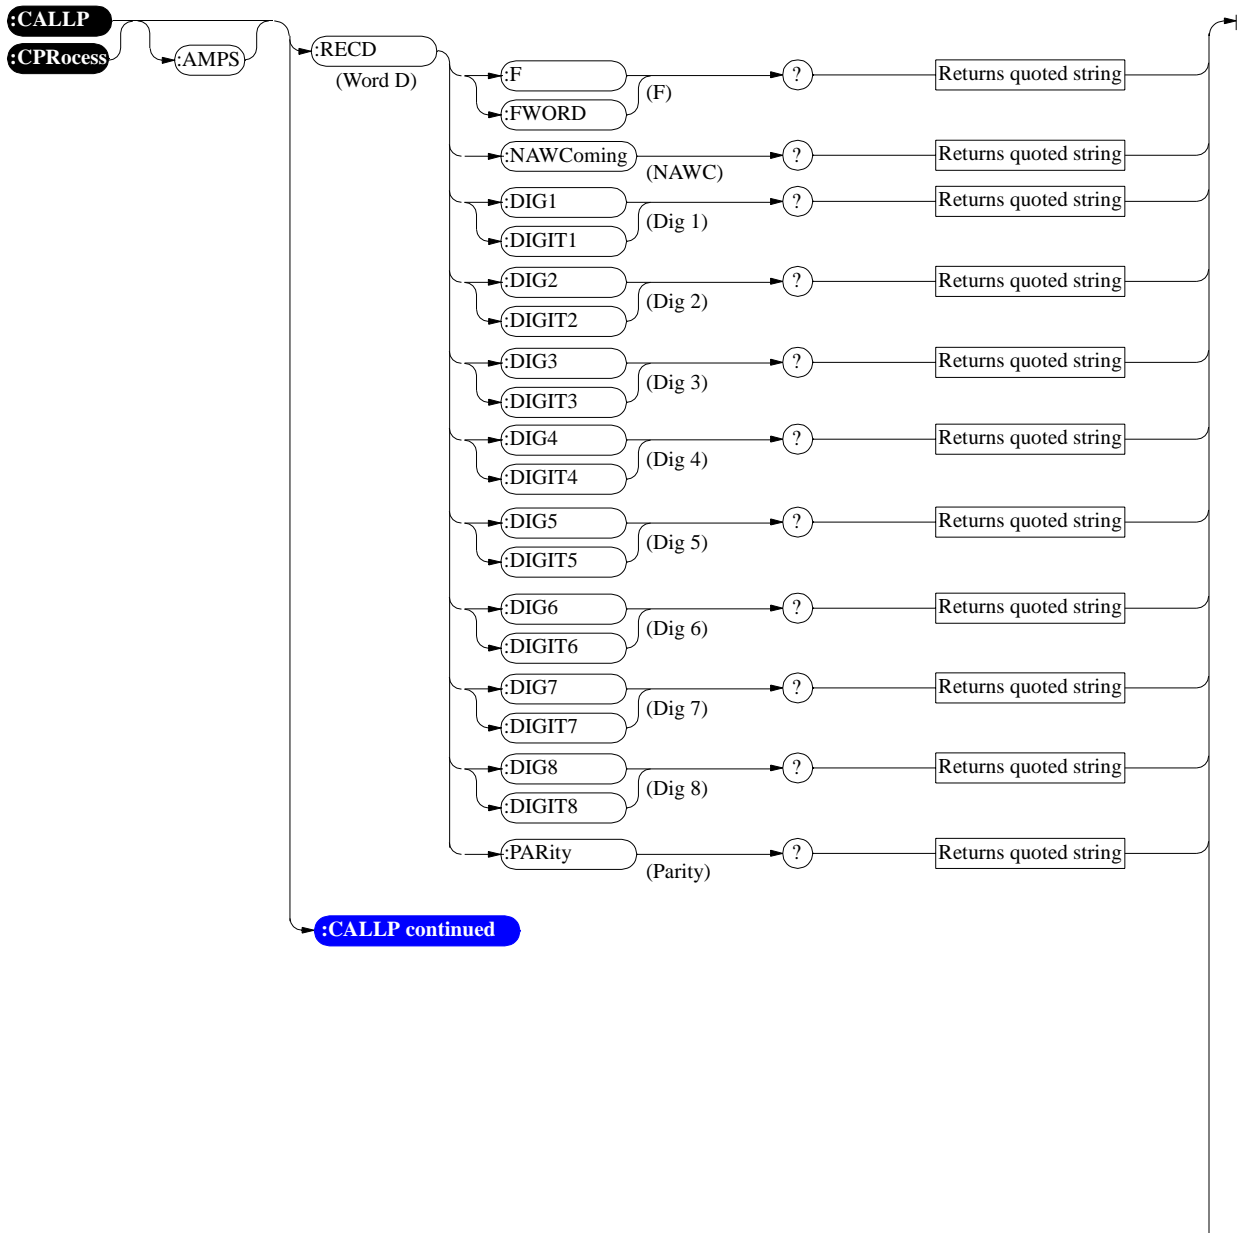 :CALLP
:CPRocess
:AMPS
:RECD
(Word D)
:F
(F)
?
Returns quoted string
:FWORD
:NAWComing
(NAWC)
?
Returns quoted string
:DIG1
(Dig 1)
?
Returns quoted string
:DIGIT1
:DIG2
(Dig 2)
?
Returns quoted string
:DIGIT2
:DIG3
(Dig 3)
?
Returns quoted string
:DIGIT3
:DIG4
(Dig 4)
?
Returns quoted string
:DIGIT4
:DIG5
(Dig 5)
?
Returns quoted string
:DIGIT5
:DIG6
(Dig 6)
?
Returns quoted string
:DIGIT6
:DIG7
(Dig 7)
?
Returns quoted string
:DIGIT7
:DIG8
(Dig 8)
?
Returns quoted string
:DIGIT8
:PARity
(Parity)
?
Returns quoted string
:CALLP continued